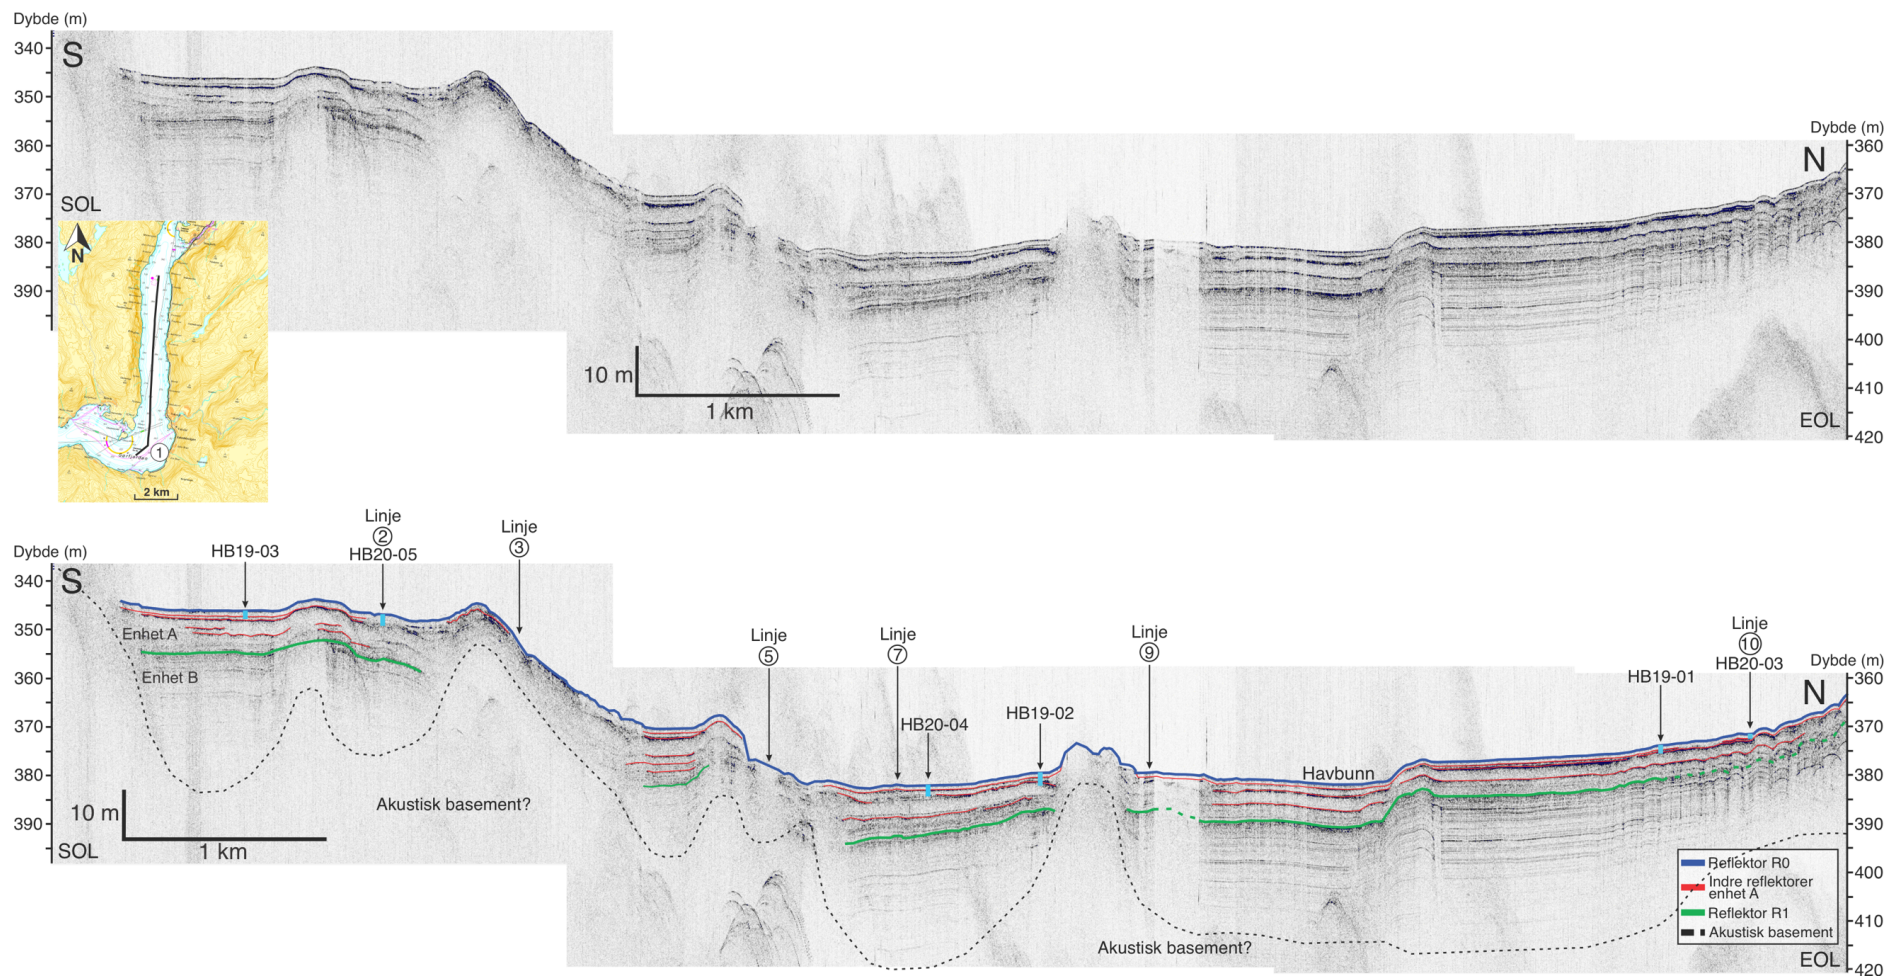 Dybde (m)
340
S
350
360
370
SOL
380
390
N
1
2 km
Dybde (m)
360
N
370
380
390
400
410
EOL
420
10 m
1 km
Linje
2
HB20-05
Linje
3
HB19-03
Dybde (m)
340
S
350
Enhet A
Enhet B
360
370
380
390
10 m
1 km
SOL
Akustisk basement?
Linje
5
Linje
7
HB20-04
HB19-02
Linje
9
Havbunn
HB19-01
Linje
10
HB20-03
Dybde (m)
360
N
370
380
390
400
410
EOL
420
Akustisk basement?
Reflektor R0
Indre reflektorer
enhet A
Reflektor R1
Akustisk basement